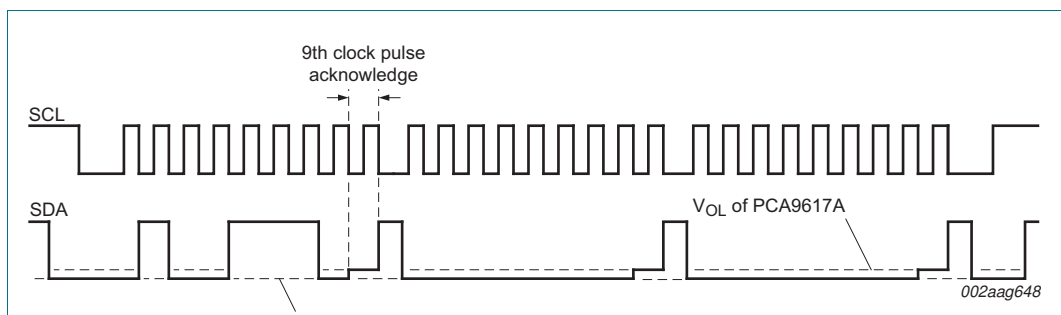 9th clock pulse
acknowledge
SCL
SDA
VOL of PCA9617A
002aag648